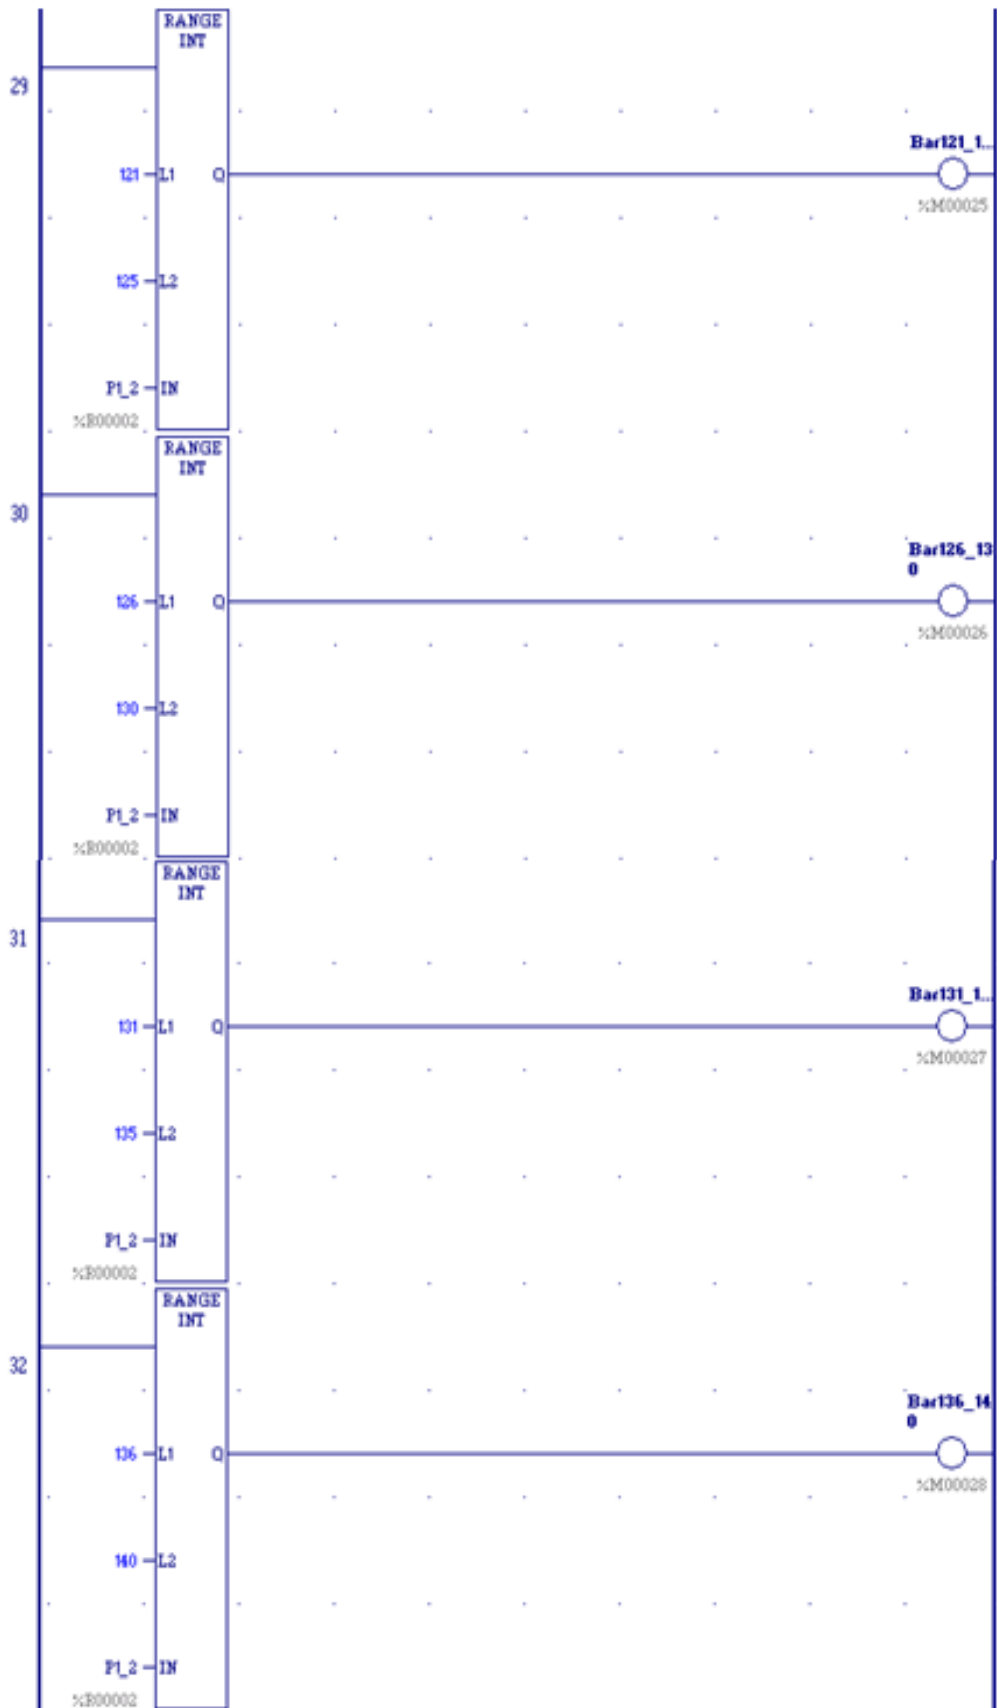 RANGE
INT
29
Bar121_1...
121 L1 Q
%M00025
125 L2
P1_2 IN
%R00002
RANGE
INT
30
Bar126_13
0
126 L1 Q
%M00026
130 L2
P1_2 IN
%R00002
RANGE
INT
31
Bar131_1...
131 L1 Q
%M00027
135 L2
P1_2 IN
%R00002
RANGE
INT
32
Bar136_14
0
136 L1 Q
%M00028
140 L2
P1_2 IN
%R00002